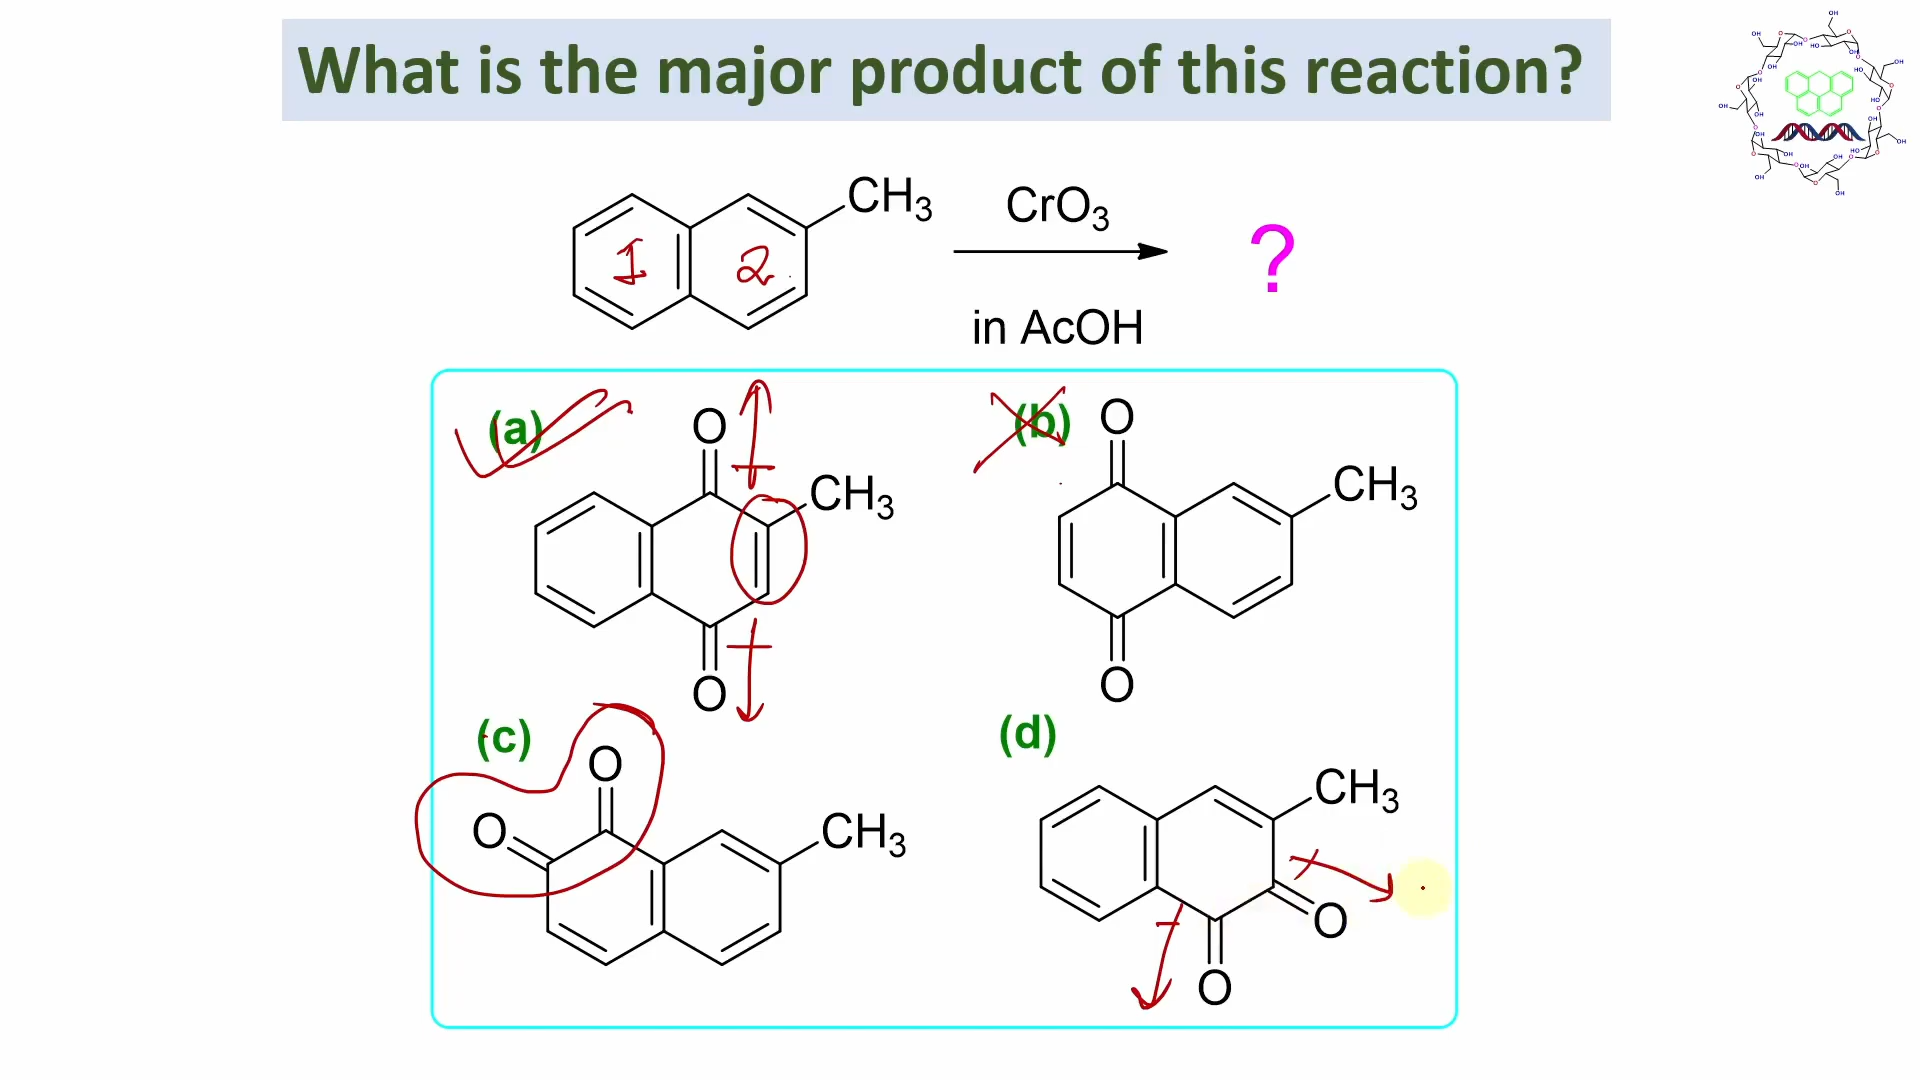 What is the major product of this reaction?
CH3
CrO3
in AcOH
?
1
2
(a)
O
CH3
O
(b)
O
CH3
O
(c)
O
O
CH3
(d)
CH3
O
O